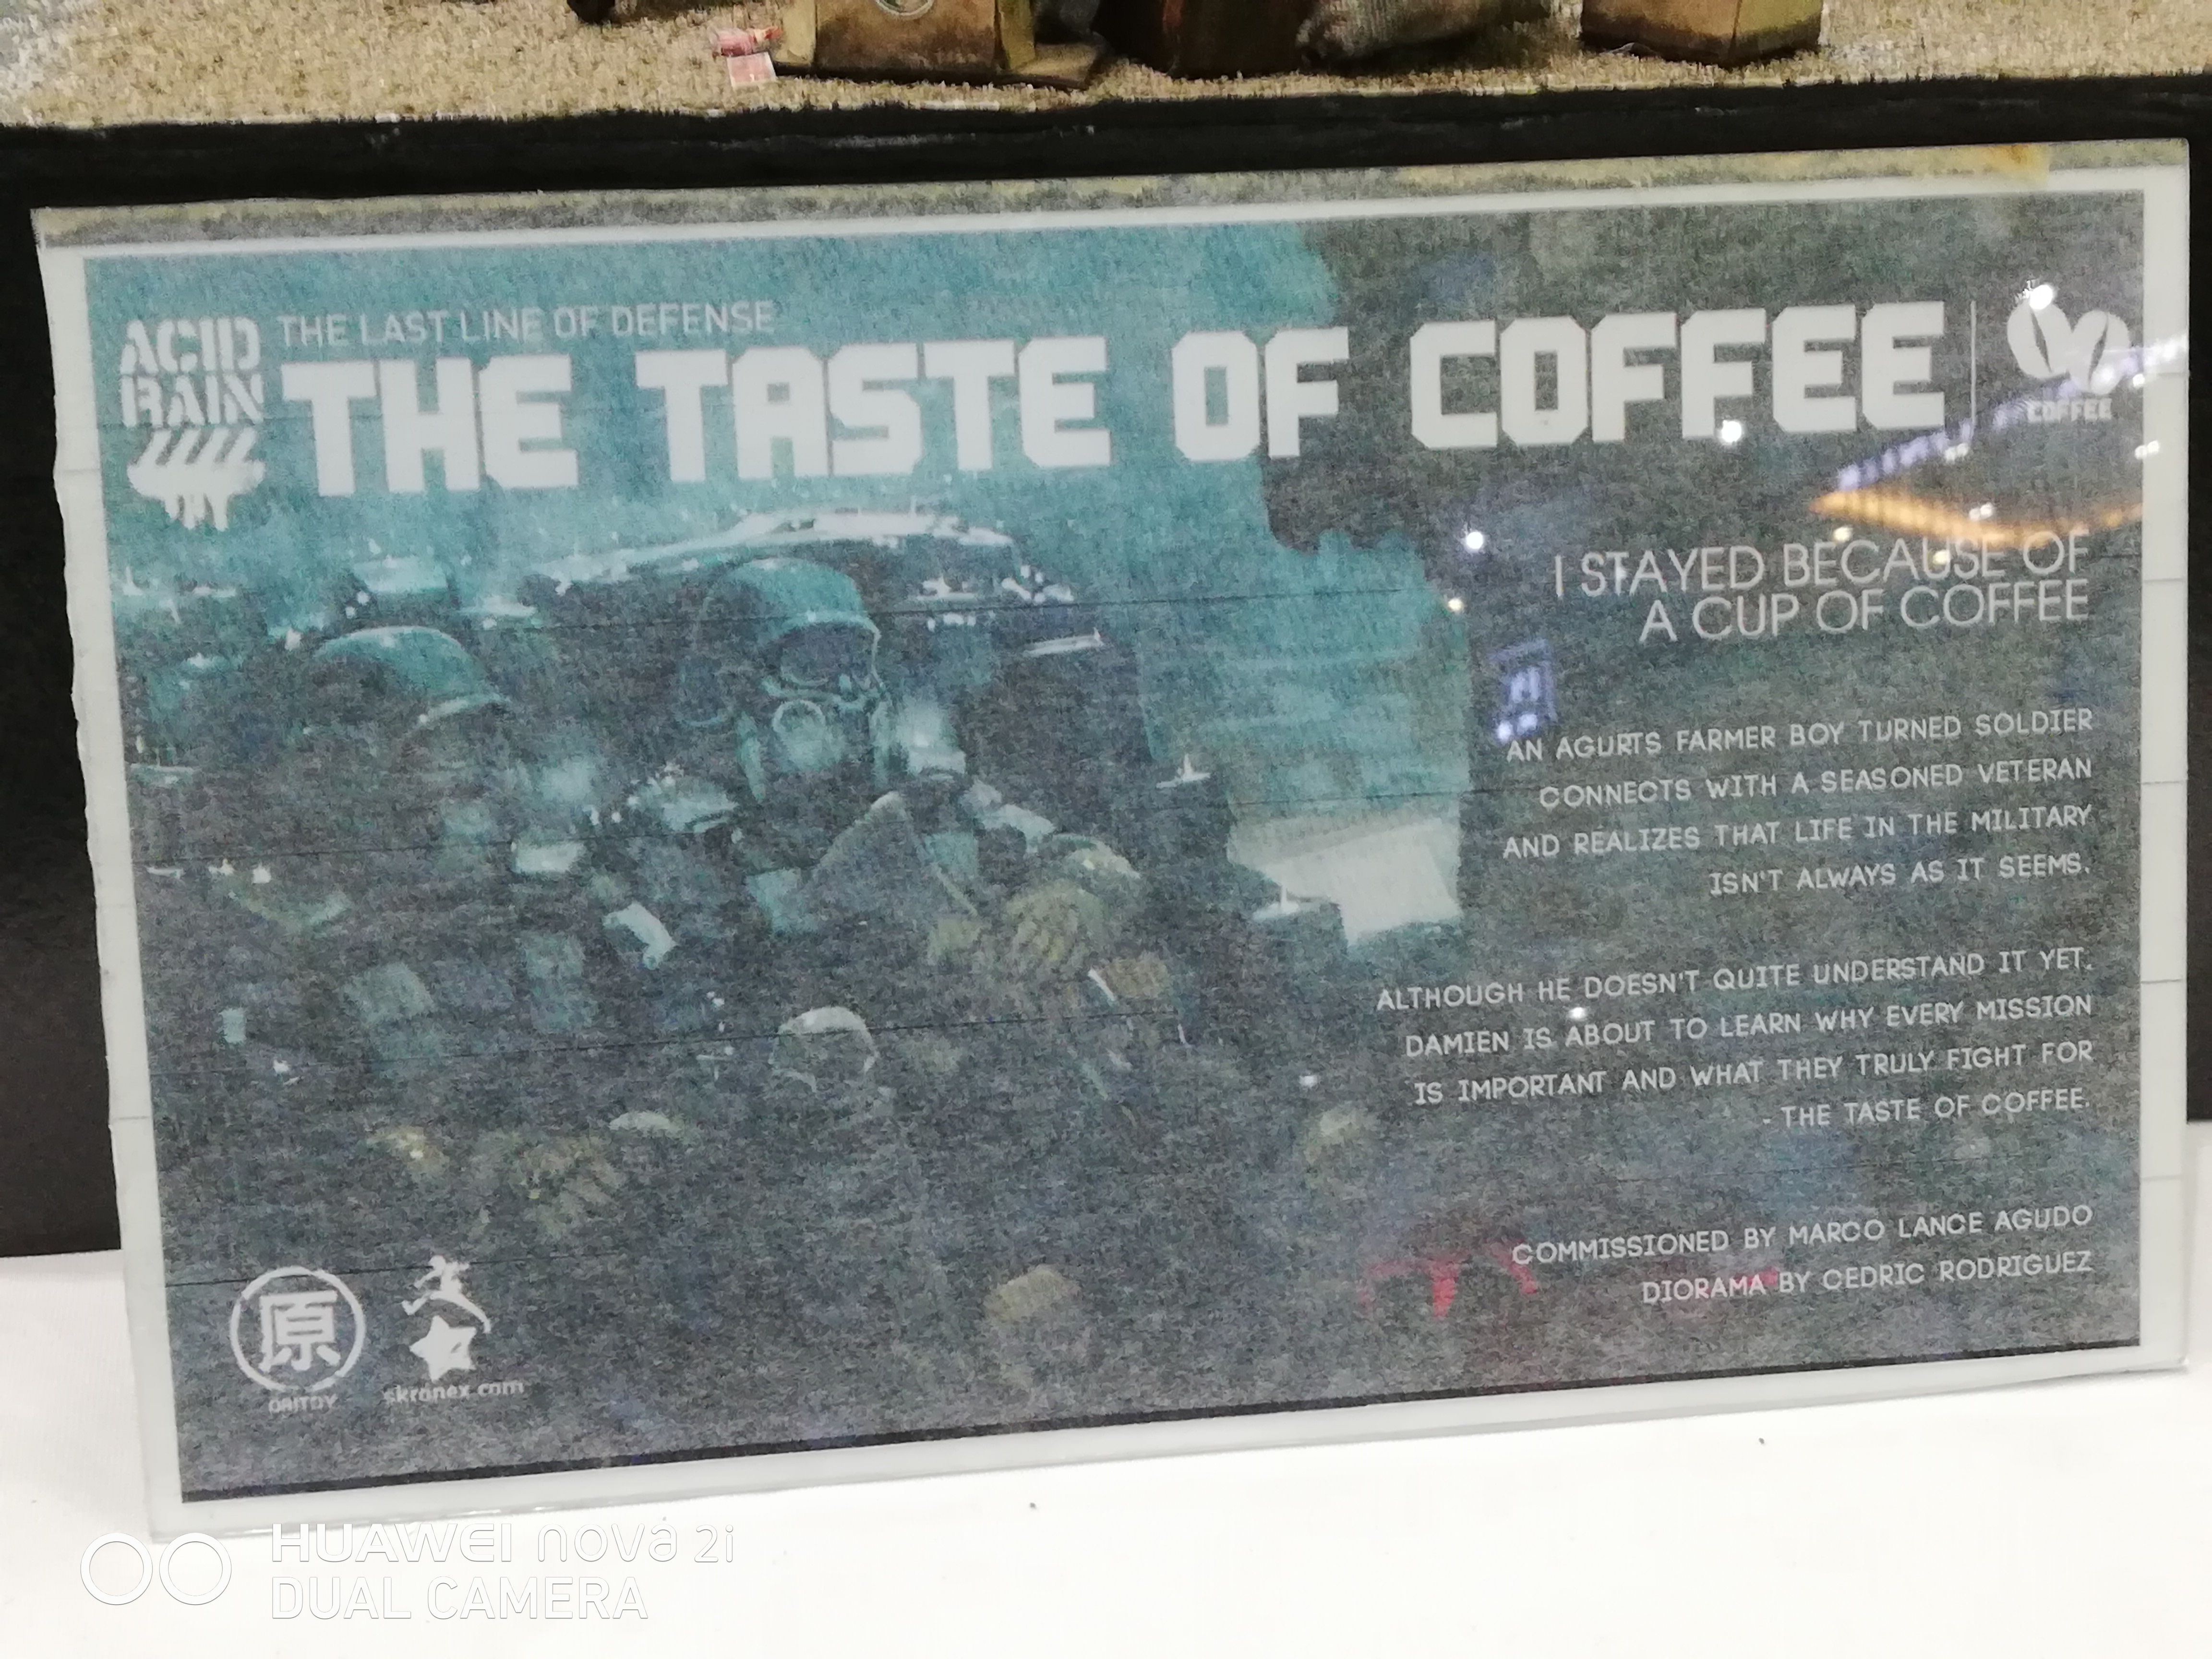 ACID
RAIN
THE LAST LINE OF DEFENSE
THE TASTE OF COFFEE
COFFEE
I STAYED BECAUSE OF
A CUP OF COFFEE
AN AGURTS FARMER BOY TURNED SOLDIER
CONNECTS WITH A SEASONED VETERAN
AND REALIZES THAT LIFE IN THE MILITARY
ISN'T ALWAYS AS IT SEEMS.
ALTHOUGH HE DOESN'T QUITE UNDERSTAND IT YET,
DAMIEN IS ABOUT TO LEARN WHY EVERY MISSION
IS IMPORTANT AND WHAT THEY TRULY FIGHT FOR
- THE TASTE OF COFFEE.
COMMISSIONED BY MARCO LANCE AGUDO
DIORAMA BY CEDRIC RODRIGUEZ
原
ORITOY
skronex.com
HUAWEI nova 2i
DUAL CAMERA